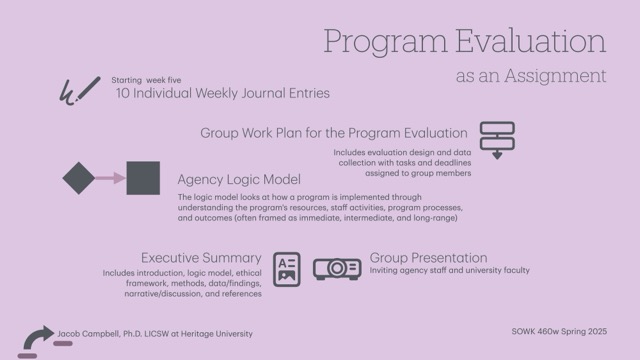 Program Evaluation
as an Assignment
Starting week five
10 Individual Weekly Journal Entries
Group Work Plan for the Program Evaluation
Includes evaluation design and data
collection with tasks and deadlines
assigned to group members
Agency Logic Model
The logic model looks at how a program is implemented through
understanding the program's resources, staff activities, program processes,
and outcomes (often framed as immediate, intermediate, and long-range)
Executive Summary
Includes introduction, logic model, ethical
framework, methods, data/findings,
narrative/discussion, and references
Group Presentation
Inviting agency staff and university faculty
Jacob Campbell, Ph.D. LICSW at Heritage University
SOWK 460w Spring 2025